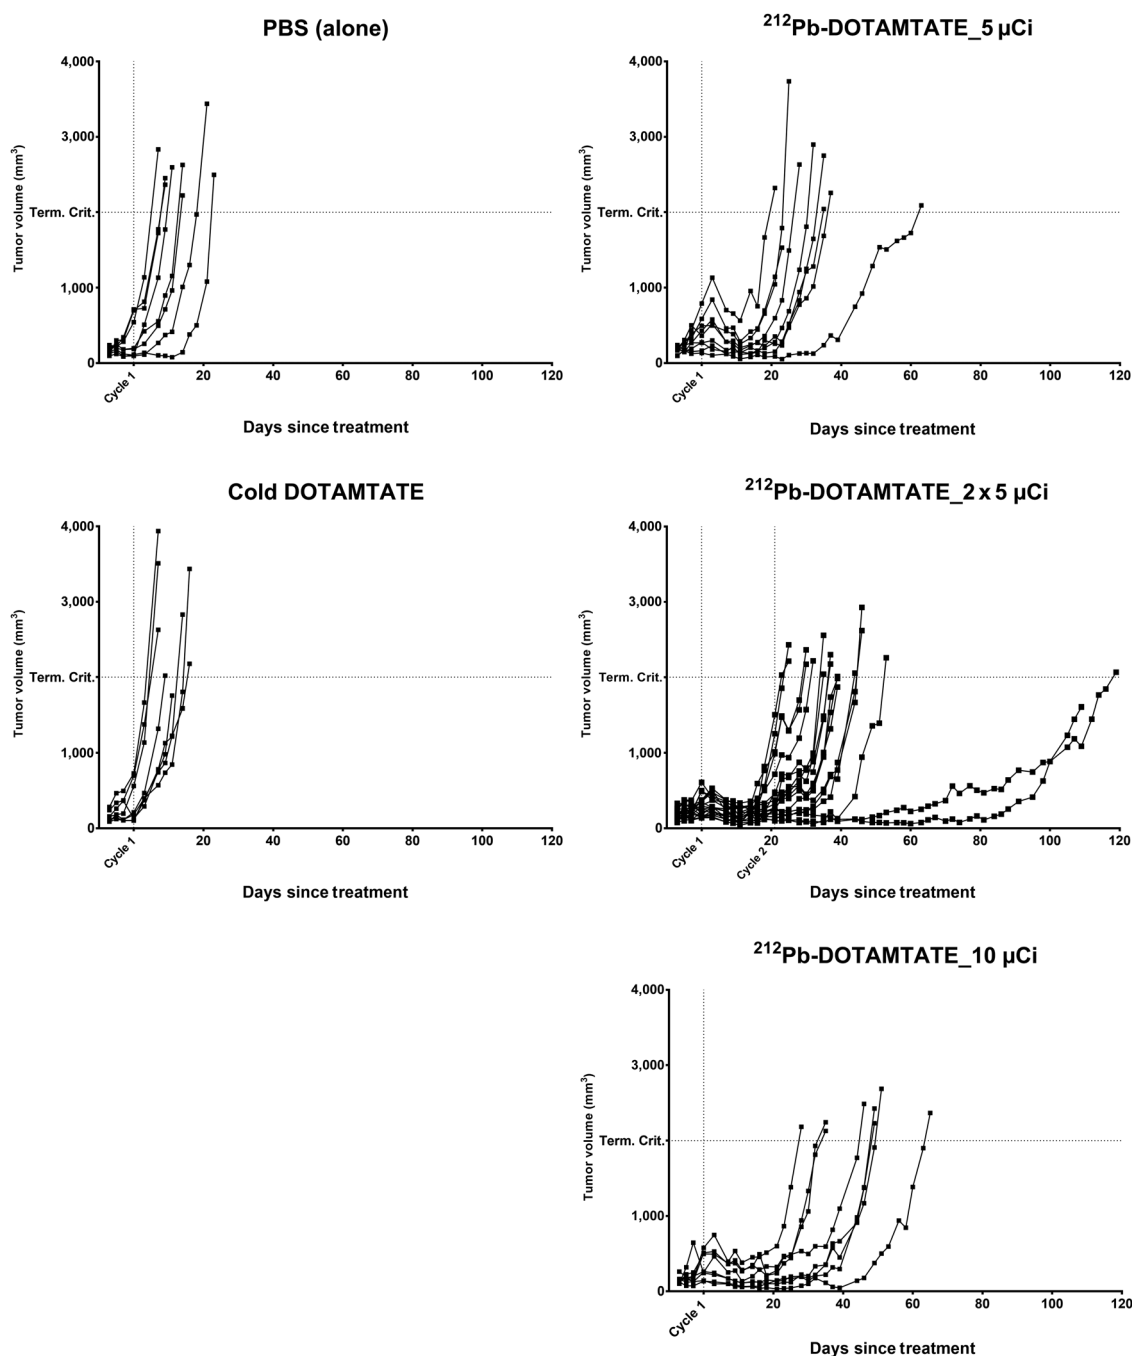 PBS (alone)
4,000
3,000
Term. Crit.
1,000
0
Tumor volume (mm³)
Cycle 1
20
40
60
80
100
120
Days since treatment
²¹²Pb-DOTAMTATE_5 µCi
4,000
3,000
Term. Crit.
1,000
0
Tumor volume (mm³)
Cycle 1
20
40
60
80
100
120
Days since treatment
Cold DOTAMTATE
4,000
3,000
Term. Crit.
1,000
0
Tumor volume (mm³)
Cycle 1
20
40
60
80
100
120
Days since treatment
²¹²Pb-DOTAMTATE_2 x 5 µCi
4,000
3,000
Term. Crit.
1,000
0
Tumor volume (mm³)
Cycle 1
Cycle 2
20
40
60
80
100
120
Days since treatment
²¹²Pb-DOTAMTATE_10 µCi
4,000
3,000
Term. Crit.
1,000
0
Tumor volume (mm³)
Cycle 1
20
40
60
80
100
120
Days since treatment